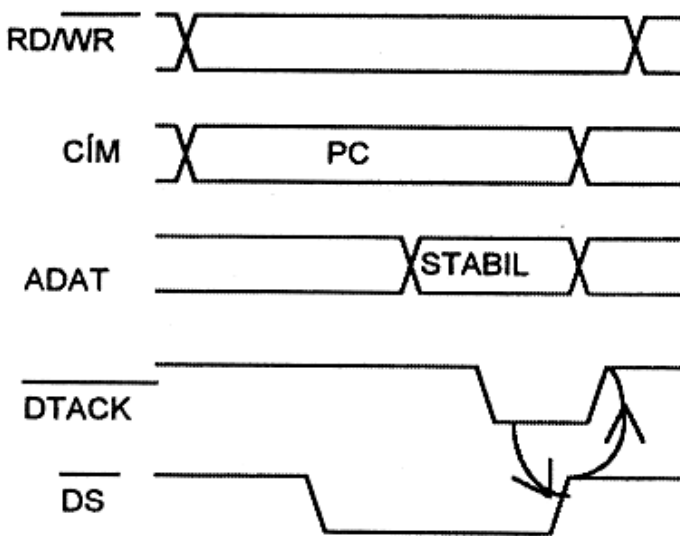 RD/WR
CÍM
PC
ADAT
STABIL
DTACK
DS